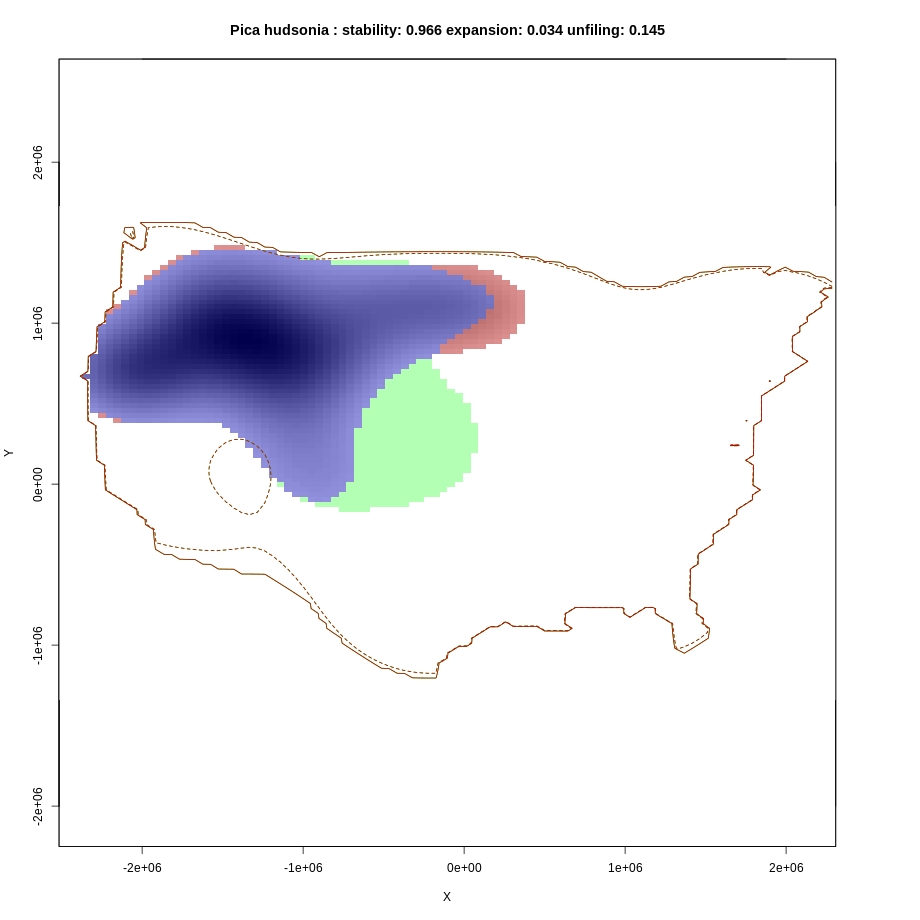 Pica hudsonia : stability: 0.966 expansion: 0.034 unfiling: 0.145
2e+06
1e+06
0e+00
-1e+06
-2e+06
Y
-2e+06 -1e+06 0e+00 1e+06 2e+06
X